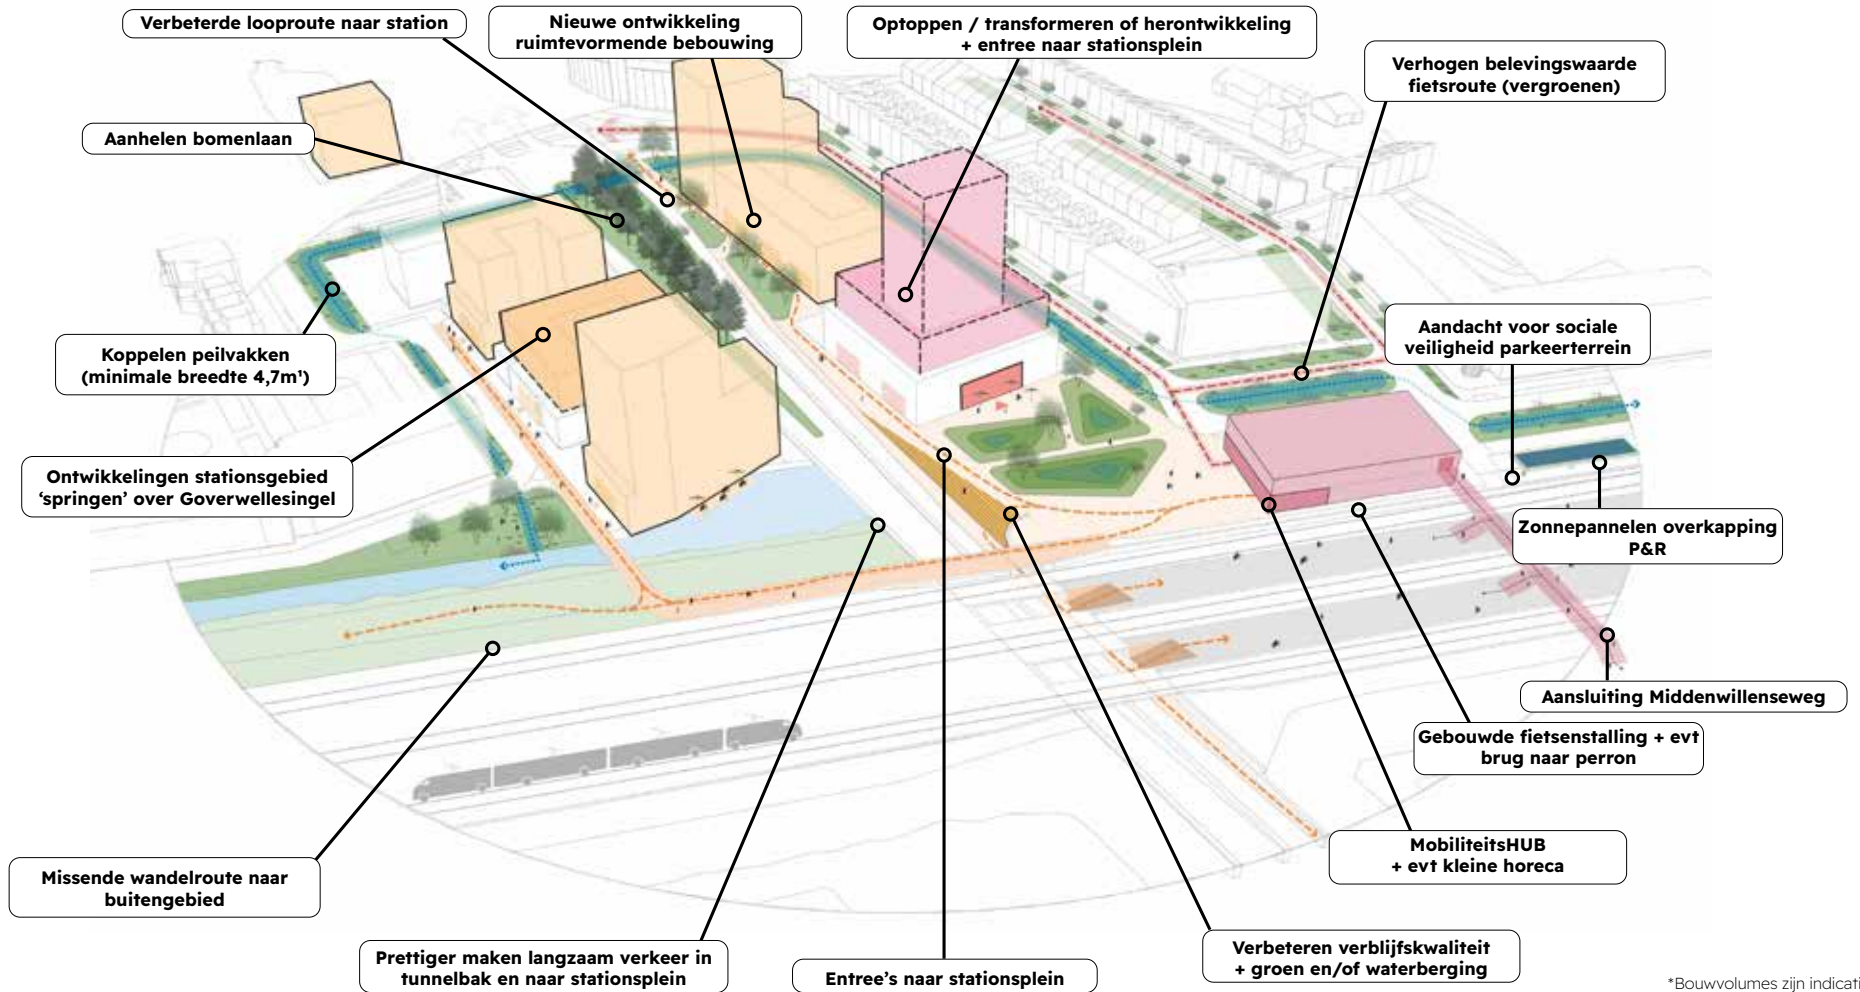 Verbeterde looproute naar station
Nieuwe ontwikkeling
ruimtevormende bebouwing
Optoppen / transformeren of herontwikkeling
+ entree naar stationsplein
Verhogen belevingswaarde
fietsroute (vergroenen)
Aanhelen bomenlaan
Koppelen peilvakken
(minimale breedte 4,7m¹)
Aandacht voor sociale
veiligheid parkeerterrein
Ontwikkelingen stationsgebied
‘springen’ over Goverwellesingel
Zonnepannelen overkapping
P&R
Aansluiting Middenwillenseweg
Gebouwde fietsenstalling + evt
brug naar perron
MobiliteitsHUB
+ evt kleine horeca
Missende wandelroute naar
buitengebied
Prettiger maken langzaam verkeer in
tunnelbak en naar stationsplein
Entree’s naar stationsplein
Verbeteren verblijfskwaliteit
+ groen en/of waterberging
*Bouwvolumes zijn indicati